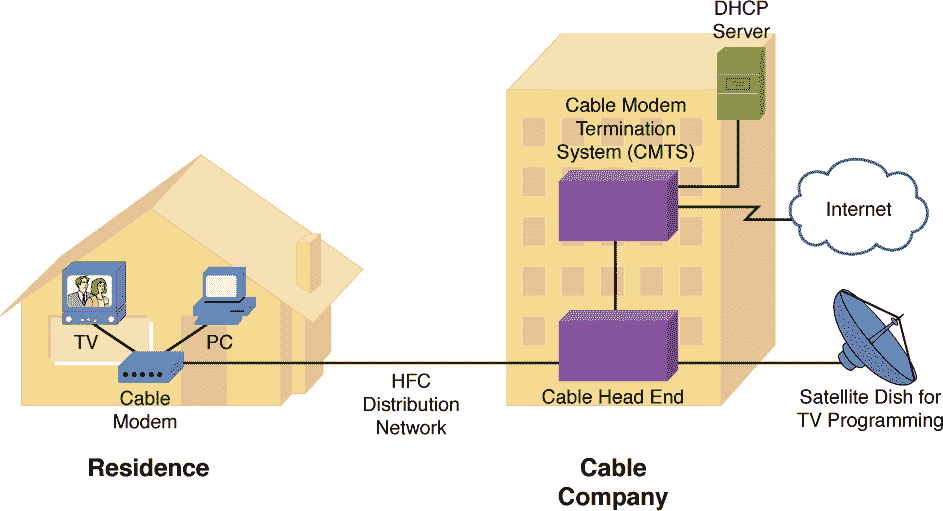 DHCP
Server
Cable Modem
Termination
System (CMTS)
Internet
TV
PC
Cable
Modem
HFC
Distribution
Network
Cable Head End
Satellite Dish for
TV Programming
Residence
Cable
Company